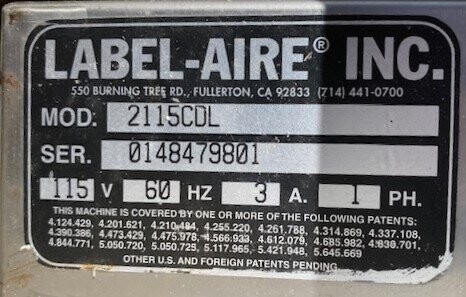 LABEL-AIRE® INC.
550 BURNING TREE RD., FULLERTON, CA 92833 (714) 441-0700
MOD. 2115CDL
SER. 0148479801
115 V 60 HZ 3 A. 1 PH.
THIS MACHINE IS COVERED BY ONE OR MORE OF THE FOLLOWING PATENTS:
4.124.429, 4.201.621, 4.210.484, 4.255.220, 4.261.788, 4.314.869, 4.337.108,
4.390.386, 4.473.429, 4.475.978, 4.566.933, 4.612.079, 4.685.982, 4.938.701,
4.844.771, 5.050.720, 5.050.725, 5.117.965, 5.421.948, 5.645.669
OTHER U.S. AND FOREIGN PATENTS PENDING